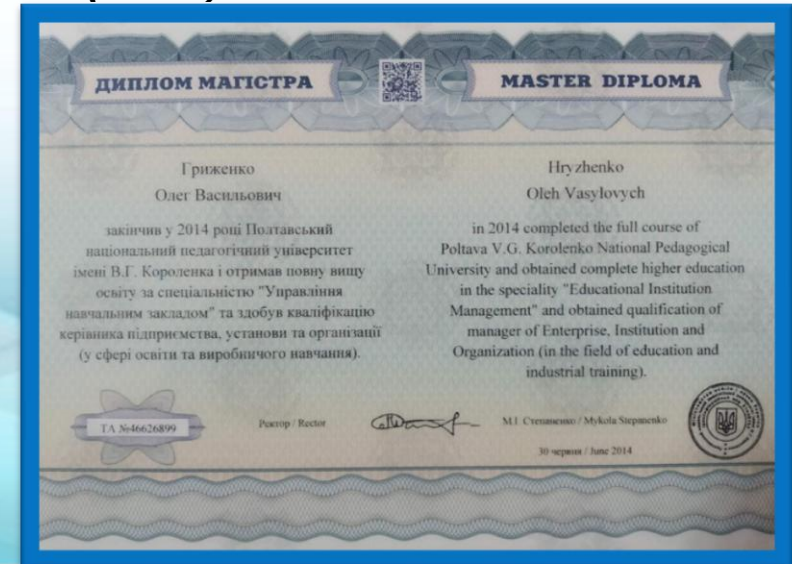 ДИПЛОМ МАГІСТРА
MASTER DIPLOMA
Гриженко
Олег Васильович
закінчив у 2014 році Полтавський
національний педагогічний університет
імені В.Г. Короленка і отримав повну вищу
освіту за спеціальністю "Управління
навчальним закладом" та здобув кваліфікацію
керівника підприємства, установи та організації
(у сфері освіти та виробничого навчання).
Hryzhenko
Oleh Vasylovych
in 2014 completed the full course of
Poltava V.G. Korolenko National Pedagogical
University and obtained complete higher education
in the speciality "Educational Institution
Management" and obtained qualification of
manager of Enterprise, Institution and
Organization (in the field of education and
industrial training).
ТА №46626899
Ректор / Rector
М.І. Степаненко / Mykola Stepanenko
30 червня / June 2014